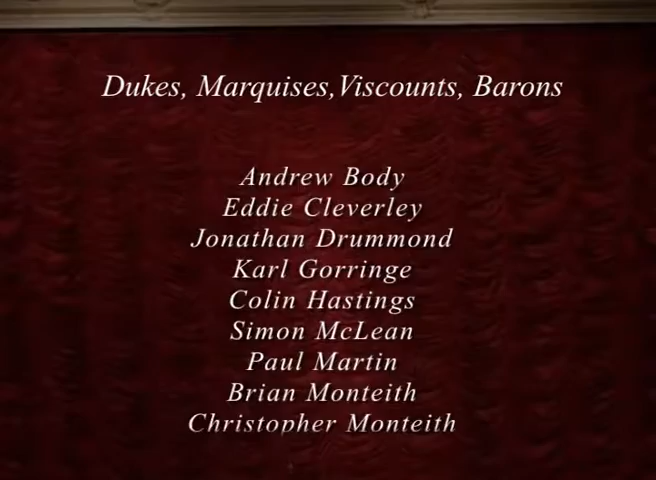 Dukes, Marquises,Viscounts, Barons
Andrew Body
Eddie Cleverley
Jonathan Drummond
Karl Gorringe
Colin Hastings
Simon McLean
Paul Martin
Brian Monteith
Christopher Monteith